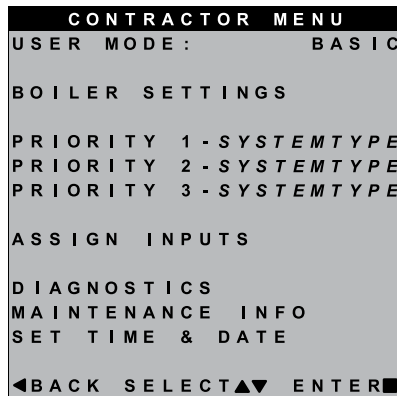 CONTRACTOR MENU
USER MODE: BASIC
BOILER SETTINGS
PRIORITY 1-SYSTEMTYPE
PRIORITY 2-SYSTEMTYPE
PRIORITY 3-SYSTEMTYPE
ASSIGN INPUTS
DIAGNOSTICS
MAINTENANCE INFO
SET TIME & DATE
◀BACK SELECT▲▼ ENTER■